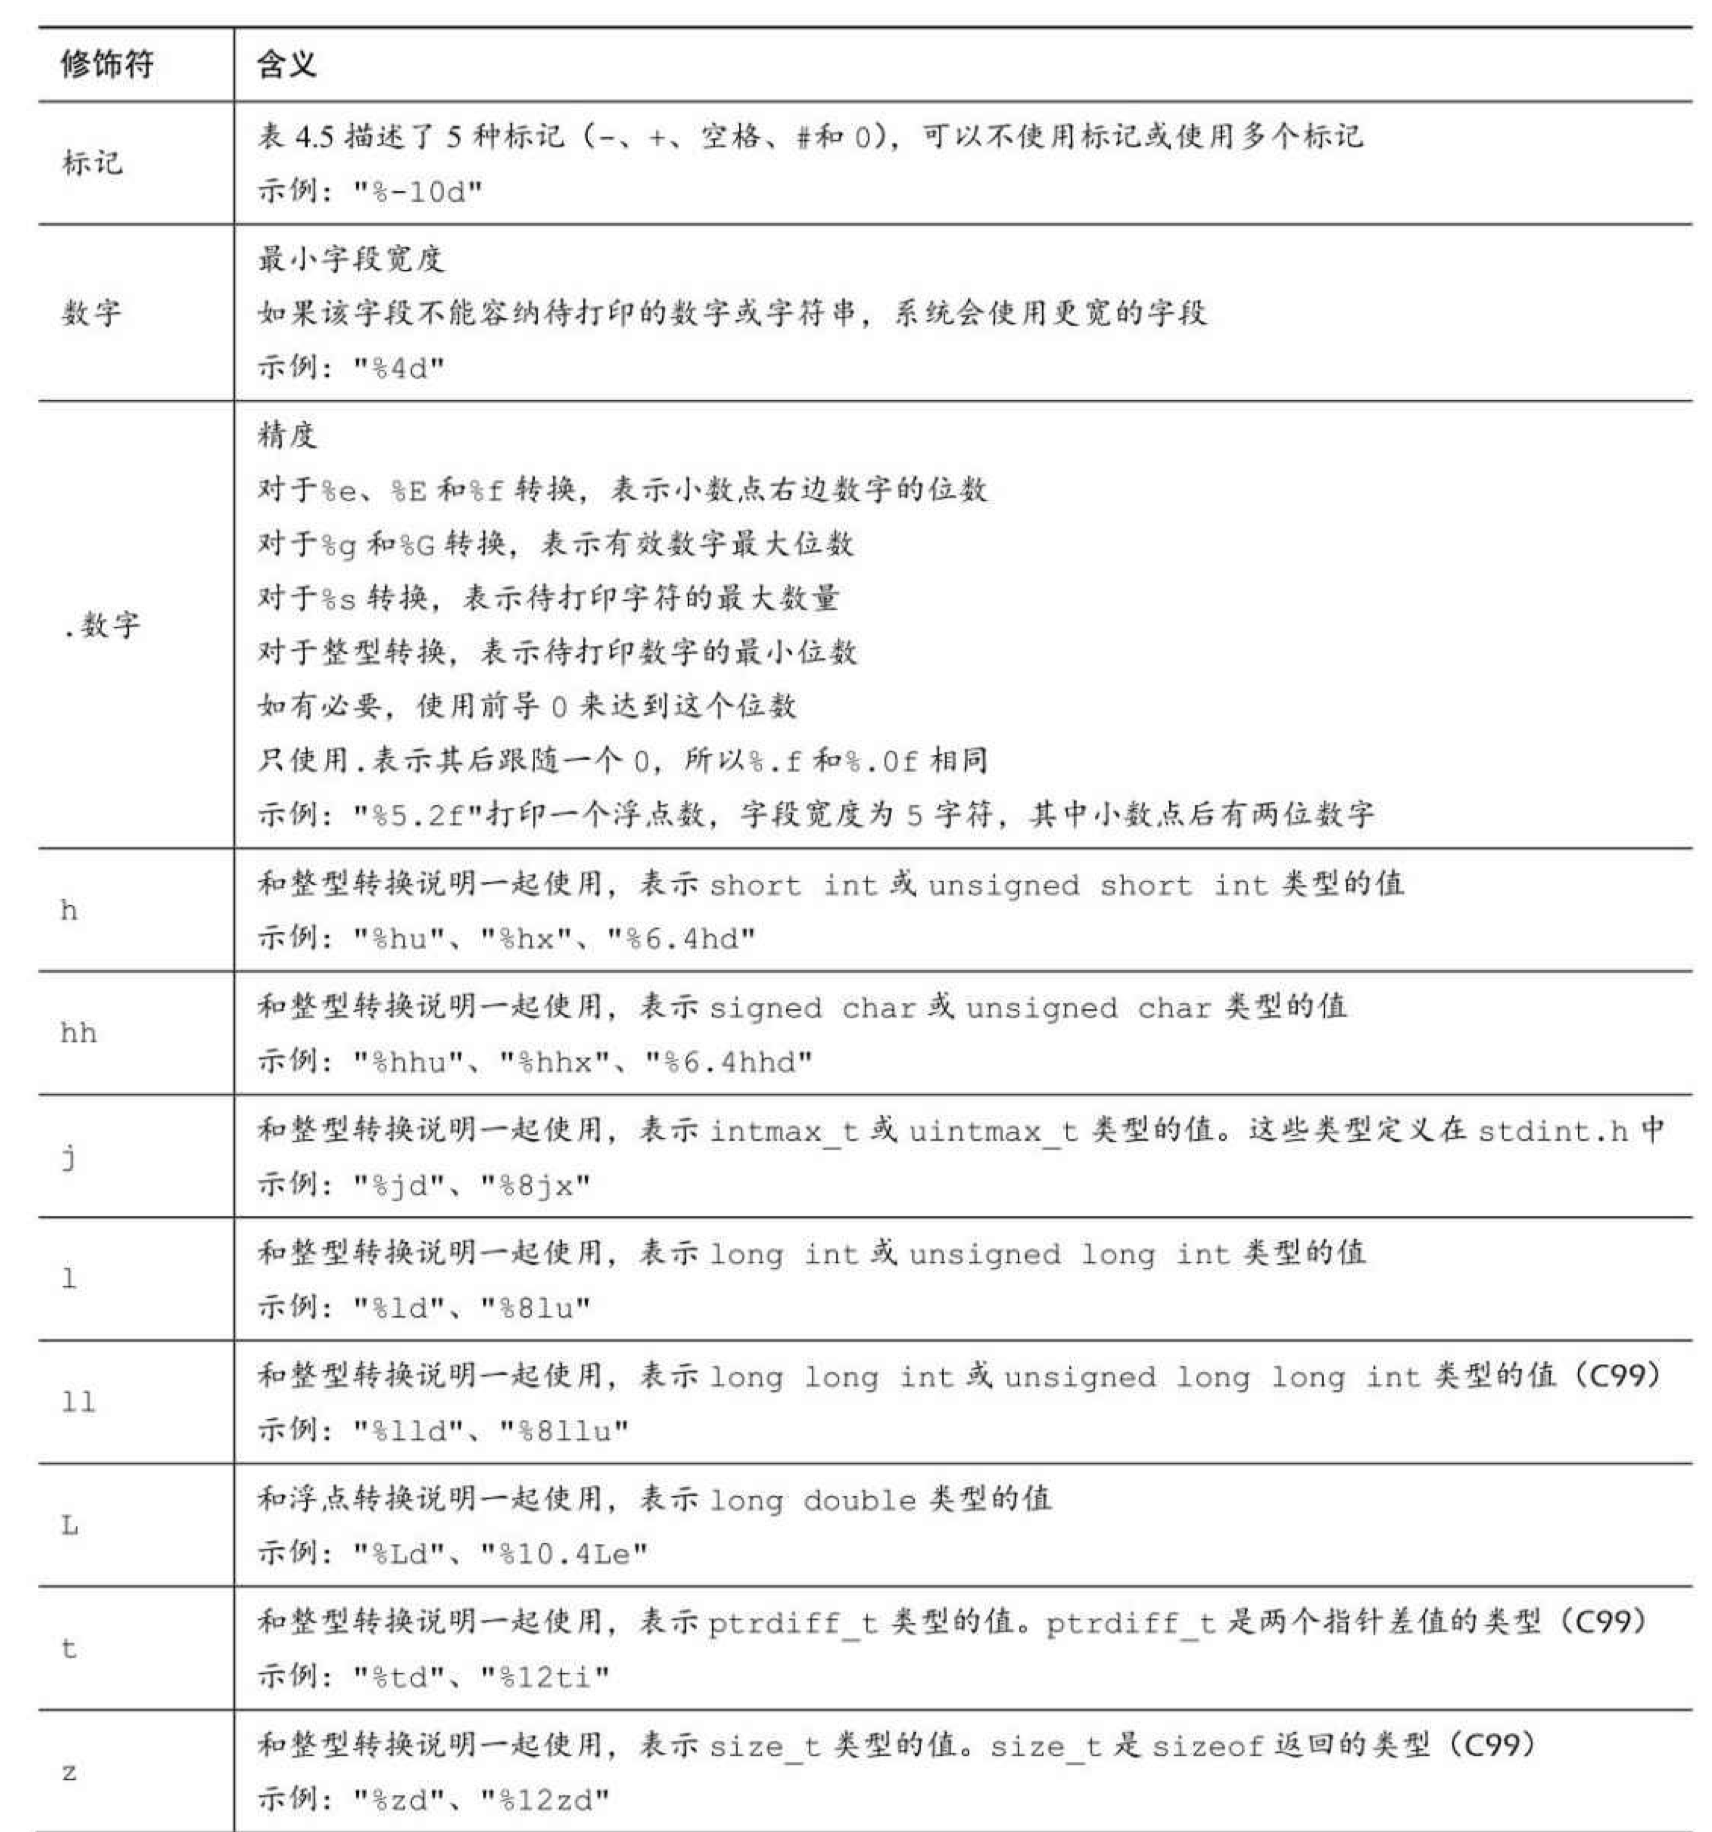 修饰符 含义
标记
表 4.5 描述了 5 种标记（-、+、空格、#和 0），可以不使用标记或使用多个标记
示例："%-10d"
数字
最小字段宽度
如果该字段不能容纳待打印的数字或字符串，系统会使用更宽的字段
示例："%4d"
.数字
精度
对于%e、%E 和%f 转换，表示小数点右边数字的位数
对于%g 和%G 转换，表示有效数字最大位数
对于%s 转换，表示待打印字符的最大数量
对于整型转换，表示待打印数字的最小位数
如有必要，使用前导 0 来达到这个位数
只使用.表示其后跟随一个 0，所以%.f 和%.0f 相同
示例："%5.2f"打印一个浮点数，字段宽度为 5 字符，其中小数点后有两位数字
h
和整型转换说明一起使用，表示 short int 或 unsigned short int 类型的值
示例："%hu"、"%hx"、"%6.4hd"
hh
和整型转换说明一起使用，表示 signed char 或 unsigned char 类型的值
示例："%hhu"、"%hhx"、"%6.4hhd"
j
和整型转换说明一起使用，表示 intmax_t 或 uintmax_t 类型的值。这些类型定义在 stdint.h 中
示例："%jd"、"%8jx"
l
和整型转换说明一起使用，表示 long int 或 unsigned long int 类型的值
示例："%ld"、"%8lu"
ll
和整型转换说明一起使用，表示 long long int 或 unsigned long long int 类型的值（C99）
示例："%lld"、"%8llu"
L
和浮点转换说明一起使用，表示 long double 类型的值
示例："%Ld"、"%10.4Le"
t
和整型转换说明一起使用，表示 ptrdiff_t 类型的值。ptrdiff_t 是两个指针差值的类型（C99）
示例："%td"、"%12ti"
z
和整型转换说明一起使用，表示 size_t 类型的值。size_t 是 sizeof 返回的类型（C99）
示例："%zd"、"%12zd"